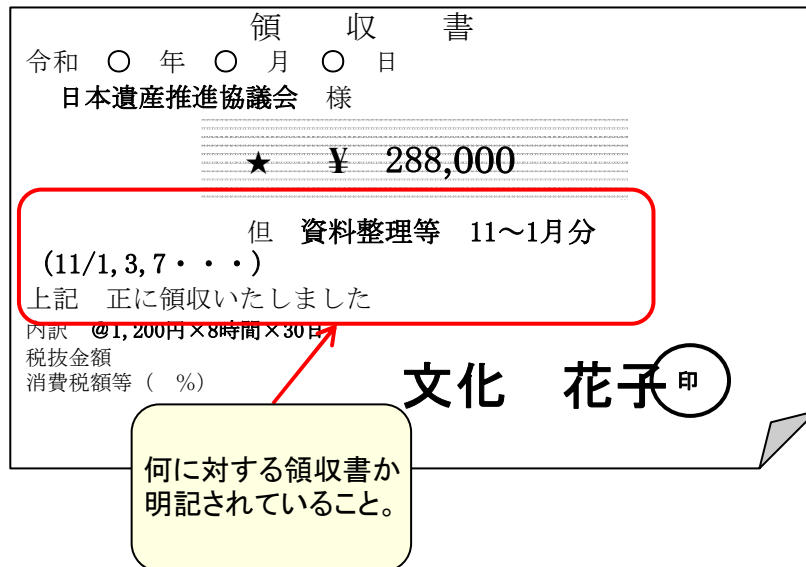 領　収　書
令和　○　年　○　月　○　日
日本遺産推進協議会　様
★　￥　288,000
但　資料整理等　11～1月分
（11/1,3,7・・・）
上記　正に領収いたしました
内訳　@1,200円×8時間×30日
税抜金額
消費税額等（　%）
文化　花子 印
何に対する領収書か
明記されていること。